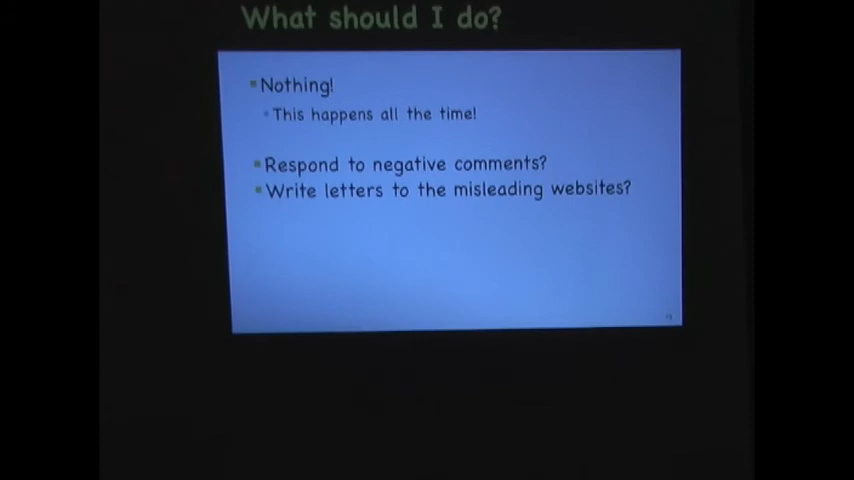 What should I do?
Nothing!
This happens all the time!
Respond to negative comments?
Write letters to the misleading websites?